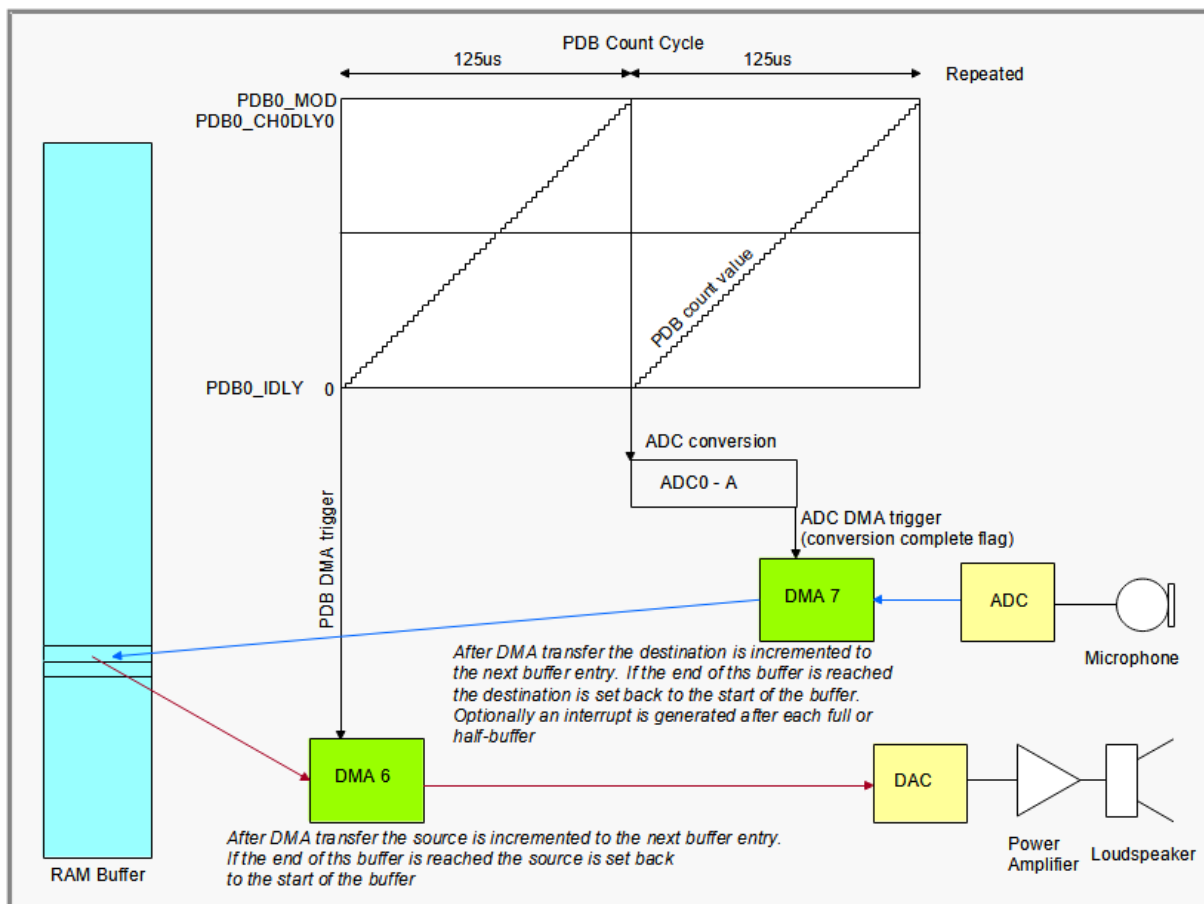 PDB Count Cycle
125us
125us
Repeated
PDB0_MOD
PDB0_CH0DLY0
PDB count value
PDB0_IDLY 0
ADC conversion
ADC0 - A
PDB DMA trigger
ADC DMA trigger
(conversion complete flag)
DMA 7
ADC
Microphone
After DMA transfer the destination is incremented to
the next buffer entry. If the end of ths buffer is reached
the destination is set back to the start of the buffer.
Optionally an interrupt is generated after each full or
half-buffer
DMA 6
DAC
After DMA transfer the source is incremented to the next buffer entry.
If the end of ths buffer is reached the source is set back
to the start of the buffer
Power
Amplifier
Loudspeaker
RAM Buffer